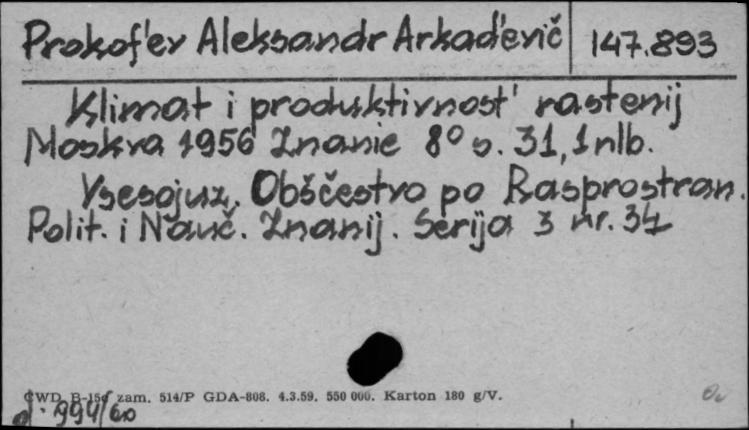 Prokof'ev Aleksandr Arkad'evič 147.893
Klimat i produktivnost' rastenij
Moskva 1956 Znanie 8° s. 31, 1 nlb.
Vsesojuz. Obščestvo po Rasprostran.
Polit. i Nauč. Znanij. Serija 3 nr. 34
CWD B-15 zam. 514/P GDA-808. 4.3.59. 550 000. Karton 180 g/V.
994/60